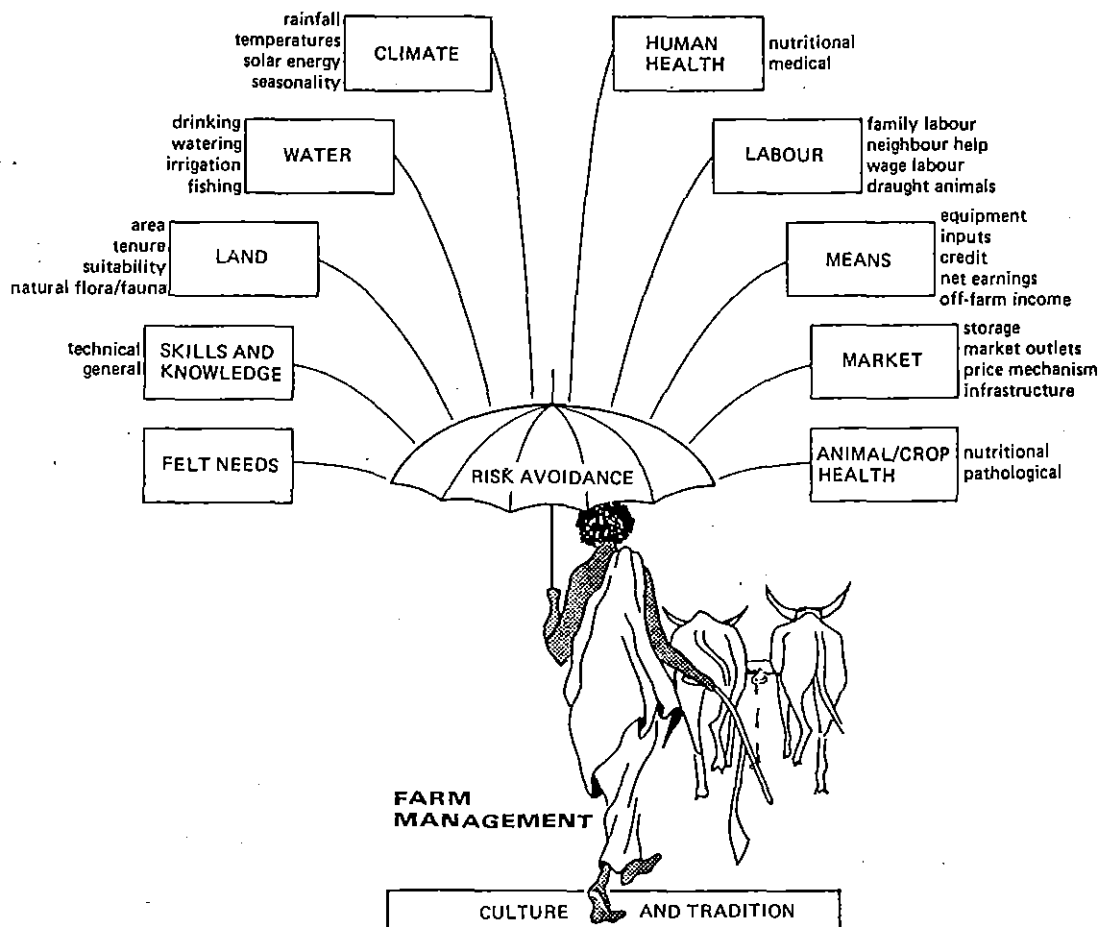 rainfall
temperatures
solar energy
seasonality
CLIMATE
HUMAN
HEALTH
nutritional
medical
drinking
watering
irrigation
fishing
WATER
LABOUR
family labour
neighbour help
wage labour
draught animals
area
tenure
suitability
natural flora/fauna
LAND
MEANS
equipment
inputs
credit
net earnings
off-farm income
technical
general
SKILLS AND
KNOWLEDGE
MARKET
storage
market outlets
price mechanism
infrastructure
FELT NEEDS
RISK AVOIDANCE
ANIMAL/CROP
HEALTH
nutritional
pathological
FARM
MANAGEMENT
CULTURE AND TRADITION